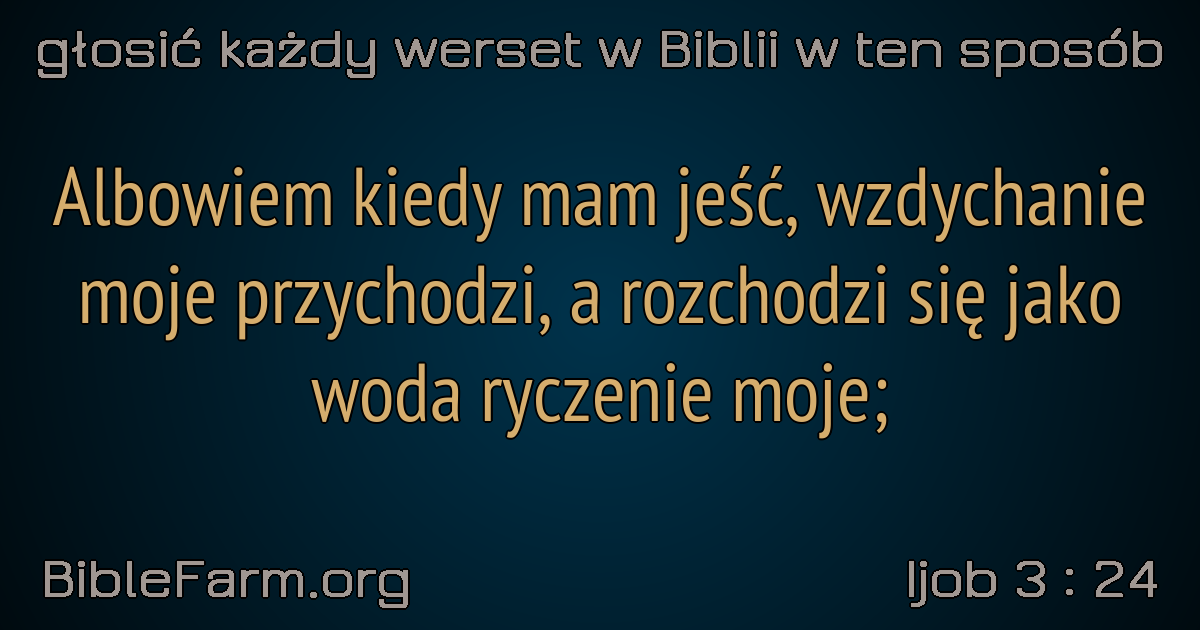 głosić każdy werset w Biblii w ten sposób
Albowiem kiedy mam jeść, wzdychanie
moje przychodzi, a rozchodzi się jako
woda ryczenie moje;
BibleFarm.org
Ijob 3 : 24